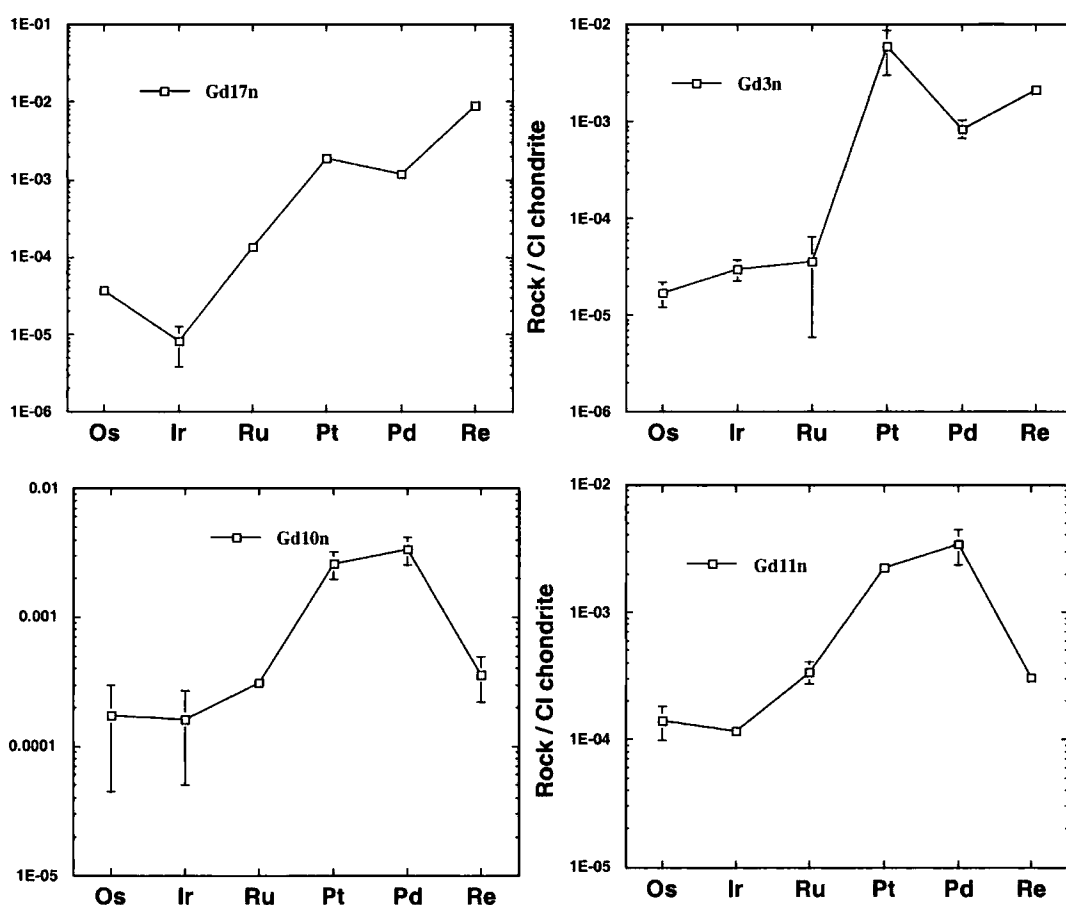 1E-01
1E-02
1E-03
1E-04
1E-05
1E-06
Gd17n
Os Ir Ru Pt Pd Re
Rock / CI chondrite
1E-02
1E-03
1E-04
1E-05
1E-06
Gd3n
Os Ir Ru Pt Pd Re
0.01
0.001
0.0001
1E-05
Gd10n
Os Ir Ru Pt Pd Re
Rock / CI chondrite
1E-02
1E-03
1E-04
1E-05
Gd11n
Os Ir Ru Pt Pd Re